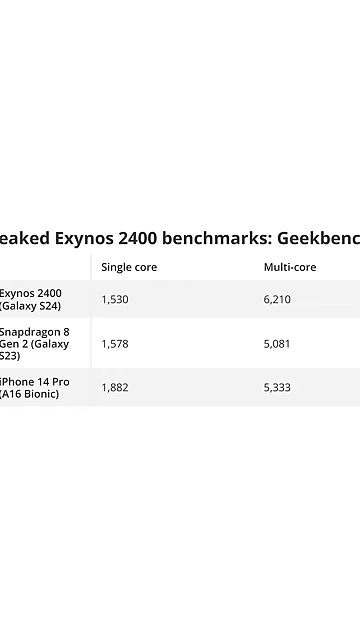 eaked Exynos 2400 benchmarks: Geekbenc
Single core Multi-core
Exynos 2400
(Galaxy S24)
1,530 6,210
Snapdragon 8
Gen 2 (Galaxy
S23)
1,578 5,081
iPhone 14 Pro
(A16 Bionic)
1,882 5,333